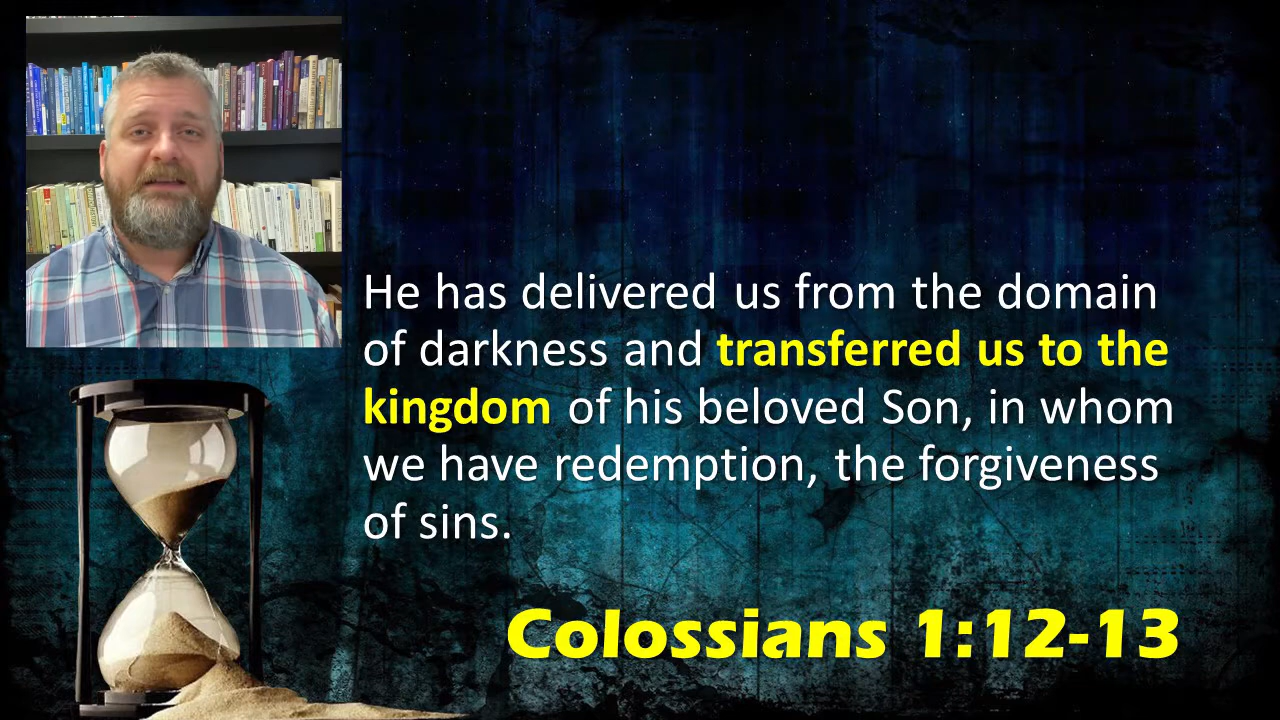 He has delivered us from the domain
of darkness and transferred us to the
kingdom of his beloved Son, in whom
we have redemption, the forgiveness
of sins.
Colossians 1:12-13